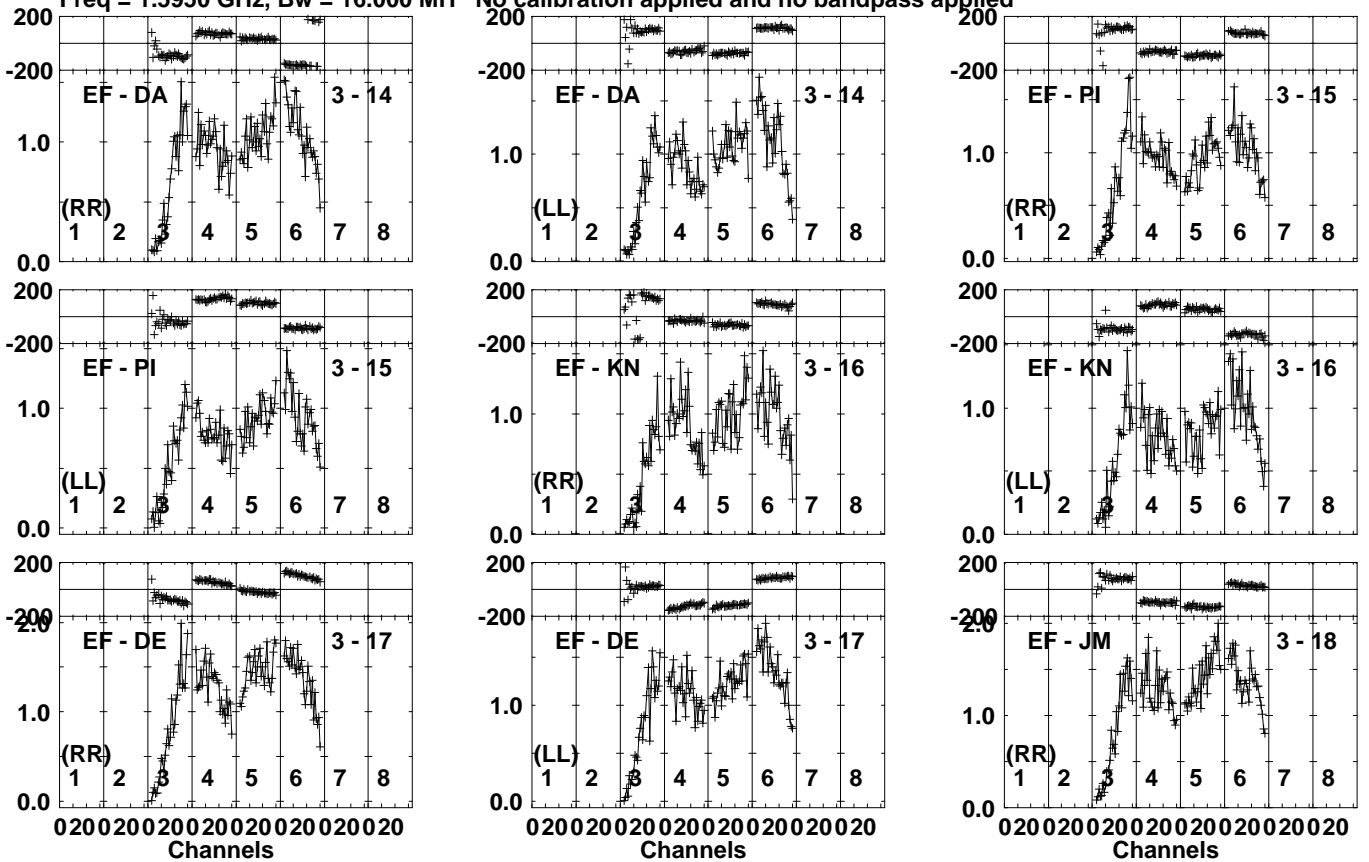 Freq = 1.5950 GHz, Bw = 16.000 MH No calibration applied and no bandpass applied
200 200 200
-200 -200 -200
EF - DA 3 - 14 EF - DA 3 - 14 EF - PI 3 - 15
1.0 1.0 1.0
(RR) (LL) (RR)
1 2 3 4 5 6 7 8 1 2 3 4 5 6 7 8 1 2 3 4 5 6 7 8
0.0 0.0 0.0
200 200 200
-200 -200 -200
EF - PI 3 - 15 EF - KN 3 - 16 EF - KN 3 - 16
1.0 1.0 1.0
(LL) (RR) (LL)
1 2 3 4 5 6 7 8 1 2 3 4 5 6 7 8 1 2 3 4 5 6 7 8
0.0 0.0 0.0
200 200 200
-200 -200 -200
2.0 2.0
EF - DE 3 - 17 EF - DE 3 - 17 EF - JM 3 - 18
1.0 1.0 1.0
(RR) (LL) (RR)
1 2 3 4 5 6 7 8 1 2 3 4 5 6 7 8 1 2 3 4 5 6 7 8
0.0 0.0 0.0
0 20 0 20 0 20 0 20 0 20 0 20 0 20 0 20 0 20 0 20 0 20 0 20 0 20 0 20 0 20 0 20 0 20 0 20 0 20 0 20 0 20 0 20 0 20 0 20
Channels Channels Channels